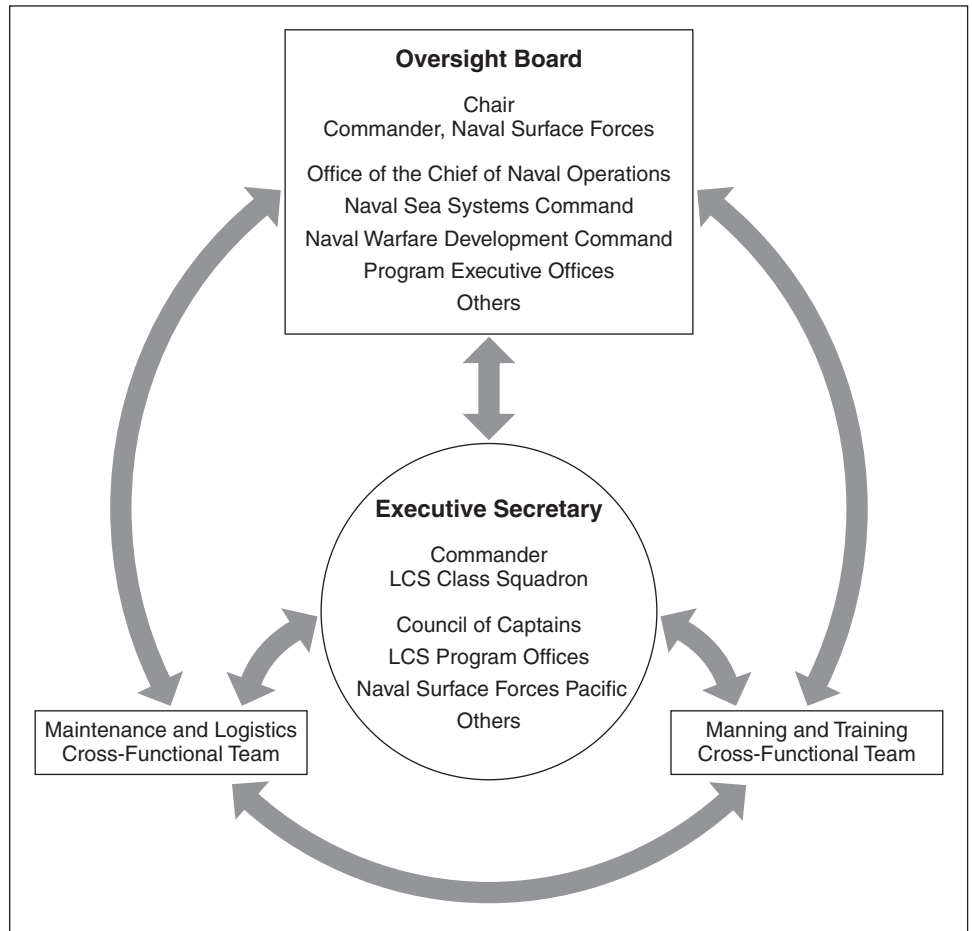 Oversight Board
Chair
Commander, Naval Surface Forces
Office of the Chief of Naval Operations
Naval Sea Systems Command
Naval Warfare Development Command
Program Executive Offices
Others
Executive Secretary
Commander
LCS Class Squadron
Council of Captains
LCS Program Offices
Naval Surface Forces Pacific
Others
Maintenance and Logistics
Cross-Functional Team
Manning and Training
Cross-Functional Team